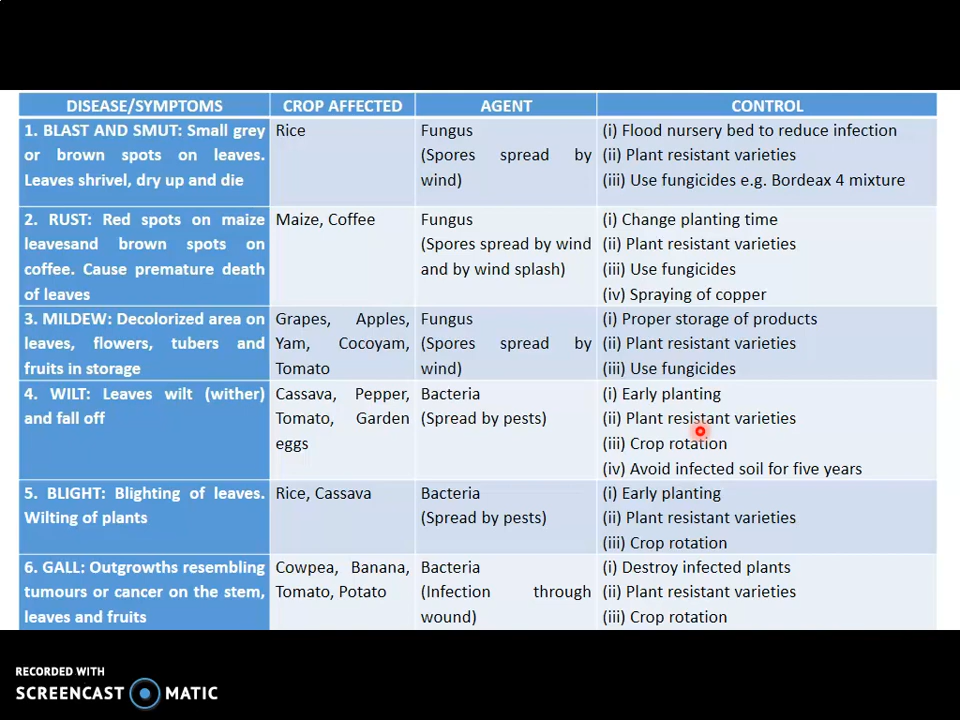 DISEASE/SYMPTOMS CROP AFFECTED AGENT CONTROL
1. BLAST AND SMUT: Small grey
or brown spots on leaves.
Leaves shrivel, dry up and die
Rice
Fungus
(Spores spread by
wind)
(i) Flood nursery bed to reduce infection
(ii) Plant resistant varieties
(iii) Use fungicides e.g. Bordeax 4 mixture
2. RUST: Red spots on maize
leavesand brown spots on
coffee. Cause premature death
of leaves
Maize, Coffee
Fungus
(Spores spread by wind
and by wind splash)
(i) Change planting time
(ii) Plant resistant varieties
(iii) Use fungicides
(iv) Spraying of copper
3. MILDEW: Decolorized area on
leaves, flowers, tubers and
fruits in storage
Grapes, Apples,
Yam, Cocoyam,
Tomato
Fungus
(Spores spread by
wind)
(i) Proper storage of products
(ii) Plant resistant varieties
(iii) Use fungicides
4. WILT: Leaves wilt (wither)
and fall off
Cassava, Pepper,
Tomato, Garden
eggs
Bacteria
(Spread by pests)
(i) Early planting
(ii) Plant resistant varieties
(iii) Crop rotation
(iv) Avoid infected soil for five years
5. BLIGHT: Blighting of leaves.
Wilting of plants
Rice, Cassava
Bacteria
(Spread by pests)
(i) Early planting
(ii) Plant resistant varieties
(iii) Crop rotation
6. GALL: Outgrowths resembling
tumours or cancer on the stem,
leaves and fruits
Cowpea, Banana,
Tomato, Potato
Bacteria
(Infection through
wound)
(i) Destroy infected plants
(ii) Plant resistant varieties
(iii) Crop rotation
RECORDED WITH
SCREENCAST MATIC